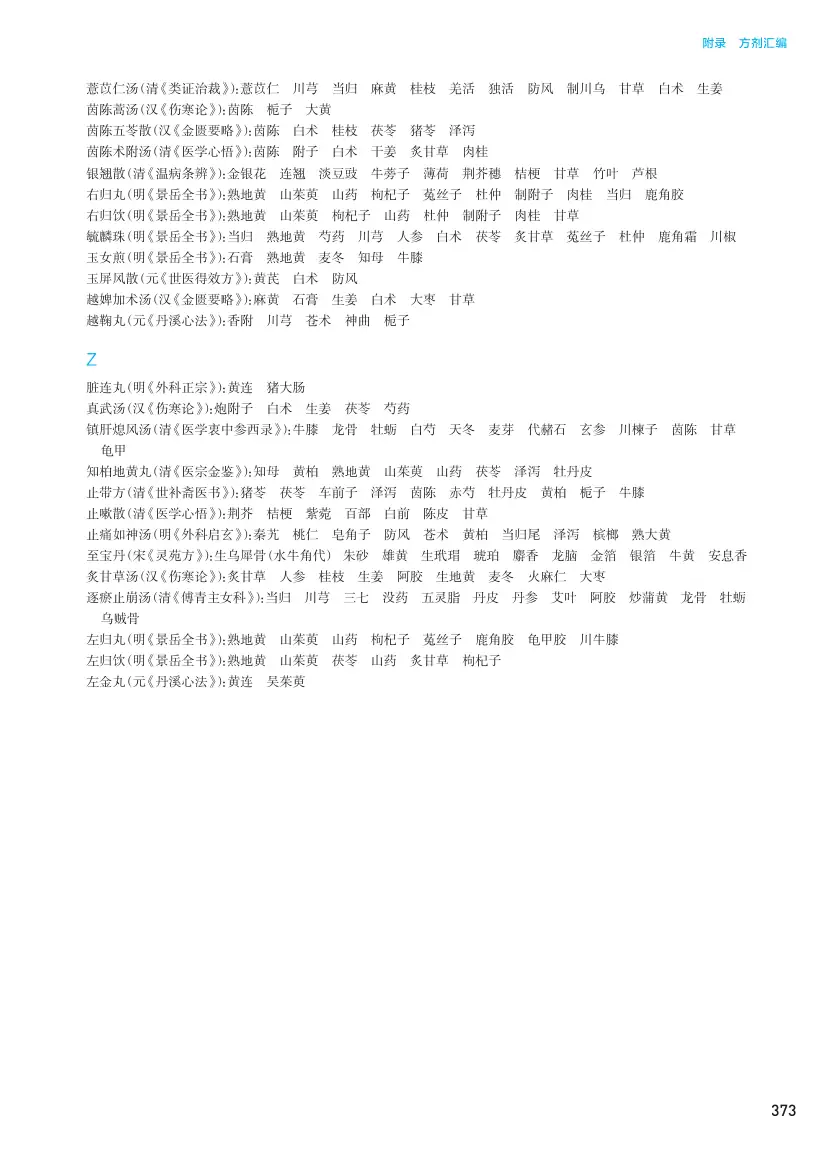 附录　方剂汇编
薏苡仁汤(清《类证治裁》):薏苡仁　川芎　当归　麻黄　桂枝　羌活　独活　防风　制川乌　甘草　白术　生姜
茵陈蒿汤(汉《伤寒论》):茵陈　栀子　大黄
茵陈五苓散(汉《金匮要略》):茵陈　白术　桂枝　茯苓　猪苓　泽泻
茵陈术附汤(清《医学心悟》):茵陈　附子　白术　干姜　炙甘草　肉桂
银翘散(清《温病条辨》):金银花　连翘　淡豆豉　牛蒡子　薄荷　荆芥穗　桔梗　甘草　竹叶　芦根
右归丸(明《景岳全书》):熟地黄　山茱萸　山药　枸杞子　菟丝子　杜仲　制附子　肉桂　当归　鹿角胶
右归饮(明《景岳全书》):熟地黄　山茱萸　枸杞子　山药　杜仲　制附子　肉桂　甘草
毓麟珠(明《景岳全书》):当归　熟地黄　芍药　川芎　人参　白术　茯苓　炙甘草　菟丝子　杜仲　鹿角霜　川椒
玉女煎(明《景岳全书》):石膏　熟地黄　麦冬　知母　牛膝
玉屏风散(元《世医得效方》):黄芪　白术　防风
越婢加术汤(汉《金匮要略》):麻黄　石膏　生姜　白术　大枣　甘草
越鞠丸(元《丹溪心法》):香附　川芎　苍术　神曲　栀子
Z
脏连丸(明《外科正宗》):黄连　猪大肠
真武汤(汉《伤寒论》):炮附子　白术　生姜　茯苓　芍药
镇肝熄风汤(清《医学衷中参西录》):牛膝　龙骨　牡蛎　白芍　天冬　麦芽　代赭石　玄参　川楝子　茵陈　甘草
龟甲
知柏地黄丸(清《医宗金鉴》):知母　黄柏　熟地黄　山茱萸　山药　茯苓　泽泻　牡丹皮
止带方(清《世补斋医书》):猪苓　茯苓　车前子　泽泻　茵陈　赤芍　牡丹皮　黄柏　栀子　牛膝
止嗽散(清《医学心悟》):荆芥　桔梗　紫菀　百部　白前　陈皮　甘草
止痛如神汤(明《外科启玄》):秦艽　桃仁　皂角子　防风　苍术　黄柏　当归尾　泽泻　槟榔　熟大黄
至宝丹(宋《灵苑方》):生乌犀骨(水牛角代)　朱砂　雄黄　生玳瑁　琥珀　麝香　龙脑　金箔　银箔　牛黄　安息香
炙甘草汤(汉《伤寒论》):炙甘草　人参　桂枝　生姜　阿胶　生地黄　麦冬　火麻仁　大枣
逐瘀止崩汤(清《傅青主女科》):当归　川芎　三七　没药　五灵脂　丹皮　丹参　艾叶　阿胶　炒蒲黄　龙骨　牡蛎
乌贼骨
左归丸(明《景岳全书》):熟地黄　山茱萸　山药　枸杞子　菟丝子　鹿角胶　龟甲胶　川牛膝
左归饮(明《景岳全书》):熟地黄　山茱萸　茯苓　山药　炙甘草　枸杞子
左金丸(元《丹溪心法》):黄连　吴茱萸
373